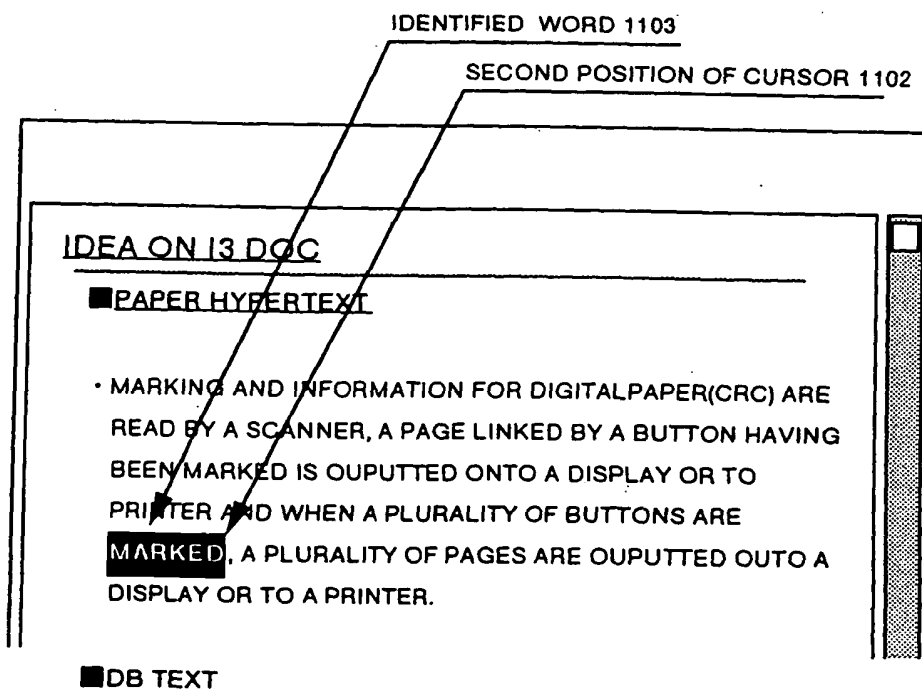 IDENTIFIED WORD 1103
SECOND POSITION OF CURSOR 1102
IDEA ON I3 DOC
■PAPER HYFERTEXT
・MARKING AND INFORMATION FOR DIGITALPAPER(CRC) ARE
READ BY A SCANNER, A PAGE LINKED BY A BUTTON HAVING
BEEN MARKED IS OUPUTTED ONTO A DISPLAY OR TO
PRINTER AND WHEN A PLURALITY OF BUTTONS ARE
MARKED, A PLURALITY OF PAGES ARE OUPUTTED OUTO A
DISPLAY OR TO A PRINTER.
■DB TEXT